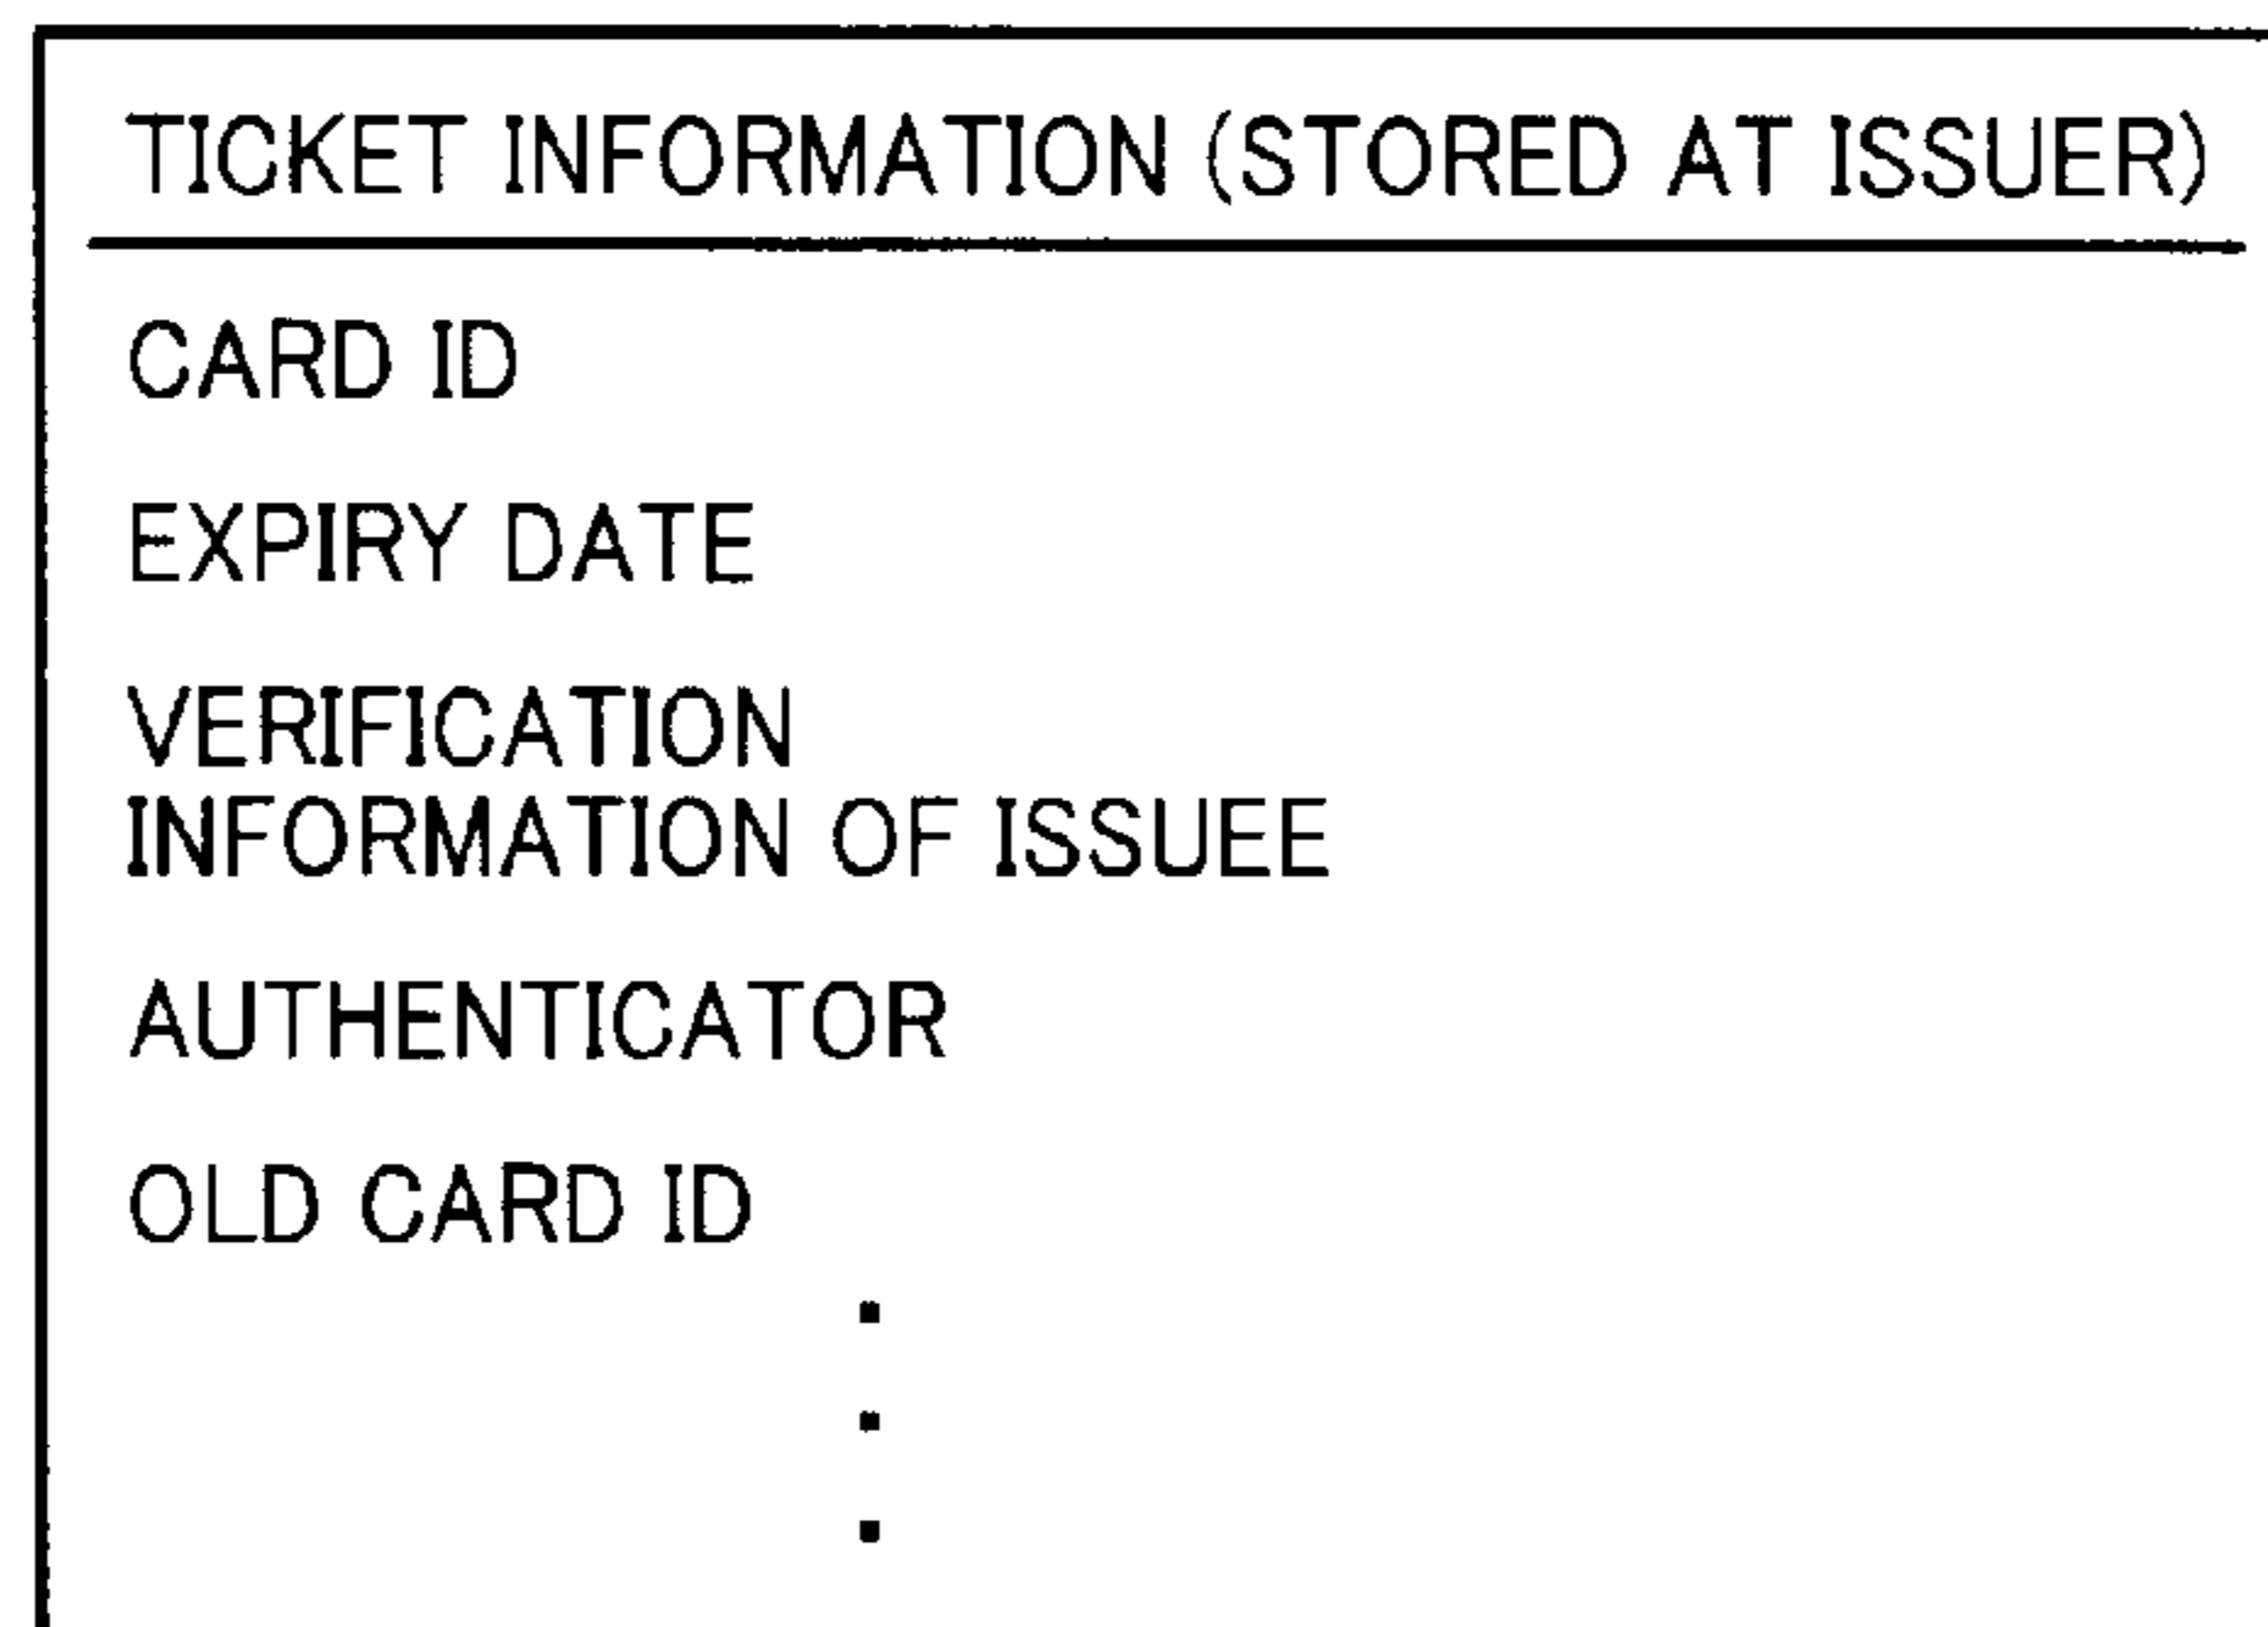 TICKET INFORMATION (STORED AT ISSUER)
CARD ID
EXPIRY DATE
VERIFICATION
INFORMATION OF ISSUEE
AUTHENTICATOR
OLD CARD ID